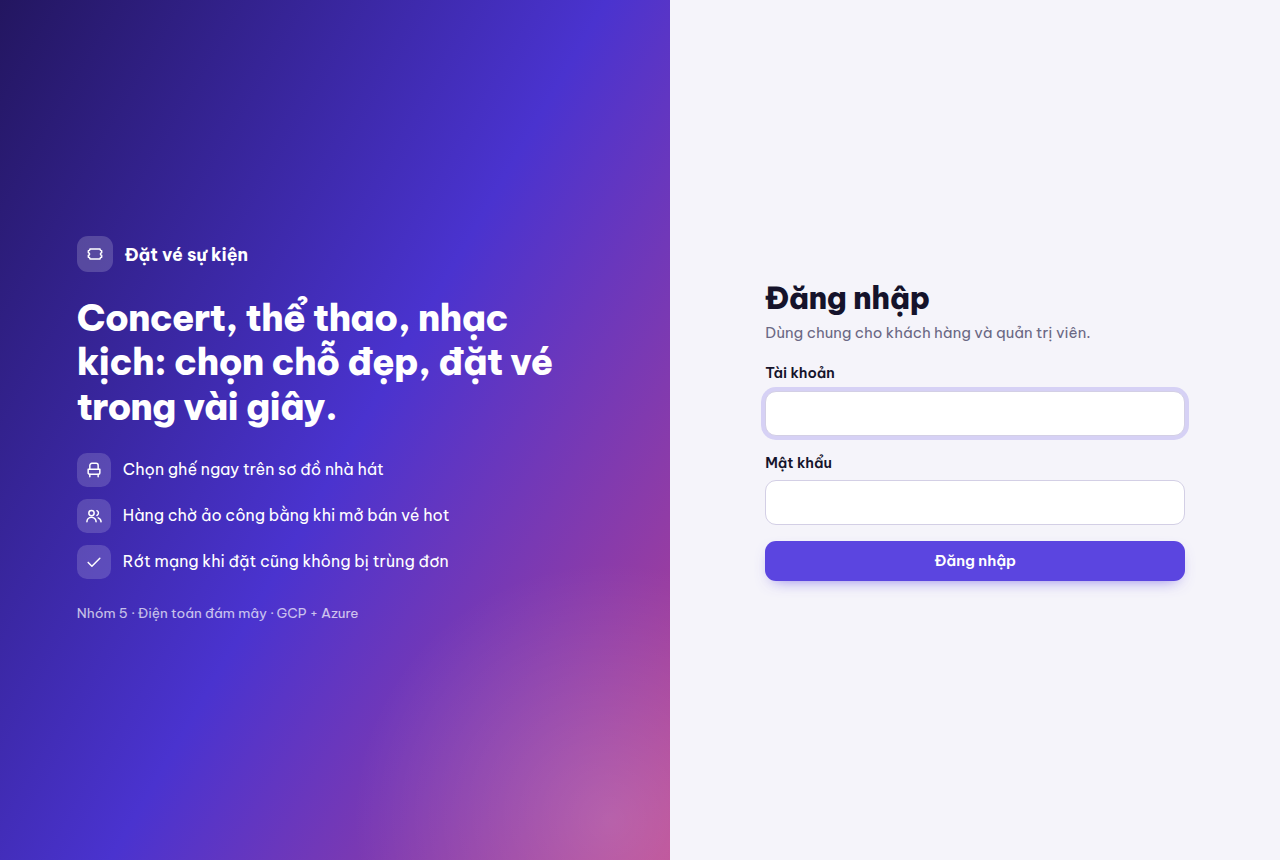 Đặt vé sự kiện
Concert, thể thao, nhạc
kịch: chọn chỗ đẹp, đặt vé
trong vài giây.
Chọn ghế ngay trên sơ đồ nhà hát
Hàng chờ ảo công bằng khi mở bán vé hot
Rớt mạng khi đặt cũng không bị trùng đơn
Nhóm 5 · Điện toán đám mây · GCP + Azure
Đăng nhập
Dùng chung cho khách hàng và quản trị viên.
Tài khoản
Mật khẩu
Đăng nhập